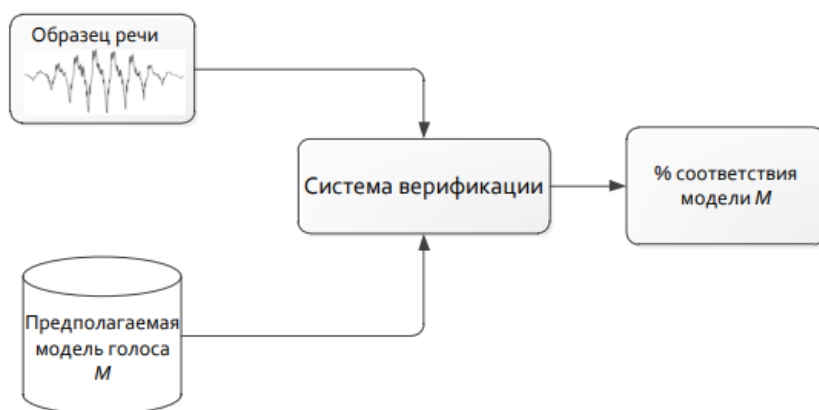 Образец речи
Система верификации
% соответствия
модели M
Предполагаемая
модель голоса
M